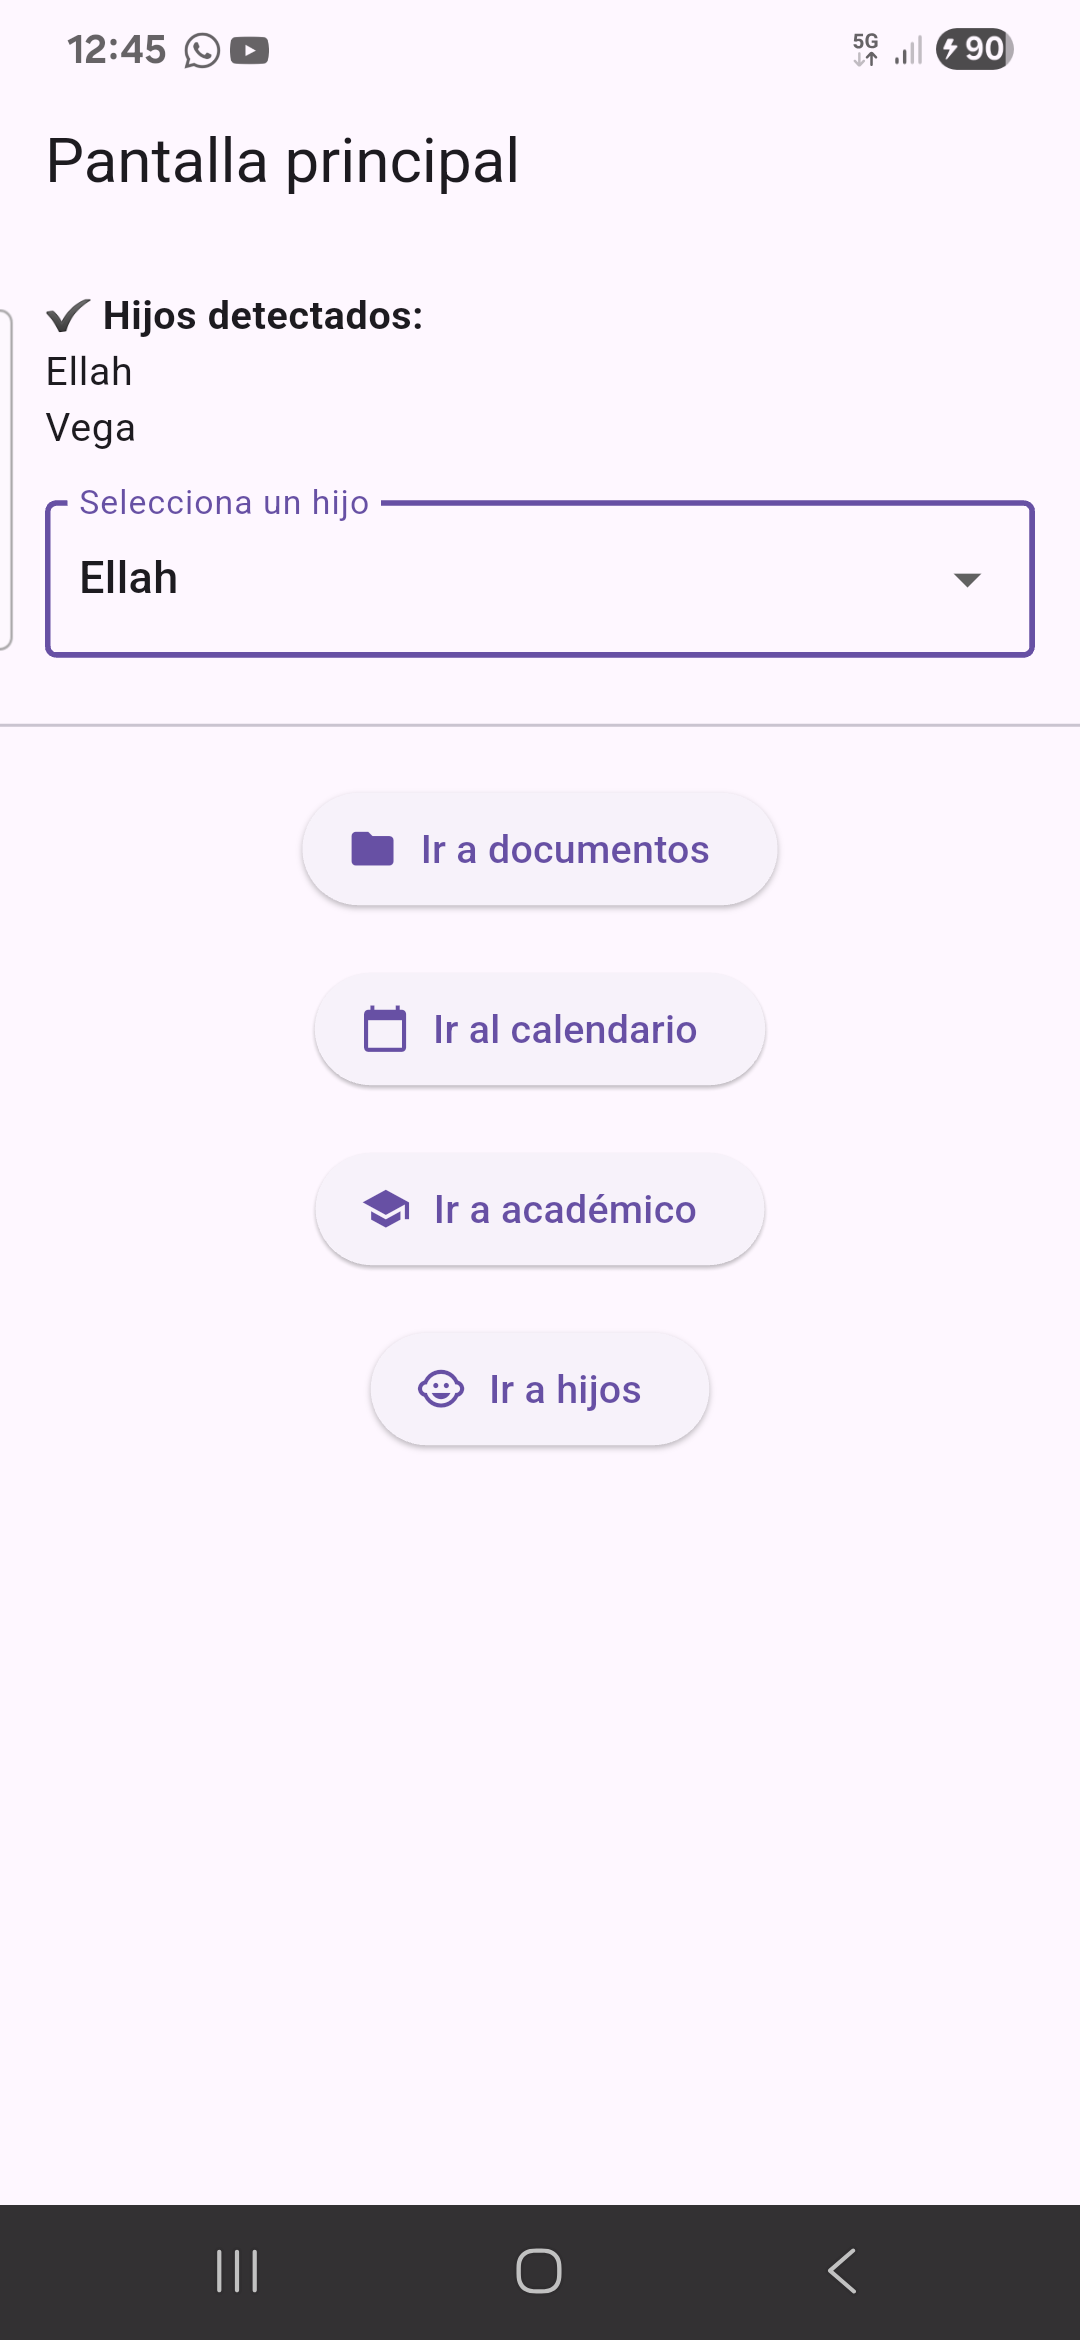 12:45 5G 90
Pantalla principal
✔ Hijos detectados:
Ellah
Vega
Selecciona un hijo
Ellah
Ir a documentos
Ir al calendario
Ir a académico
Ir a hijos